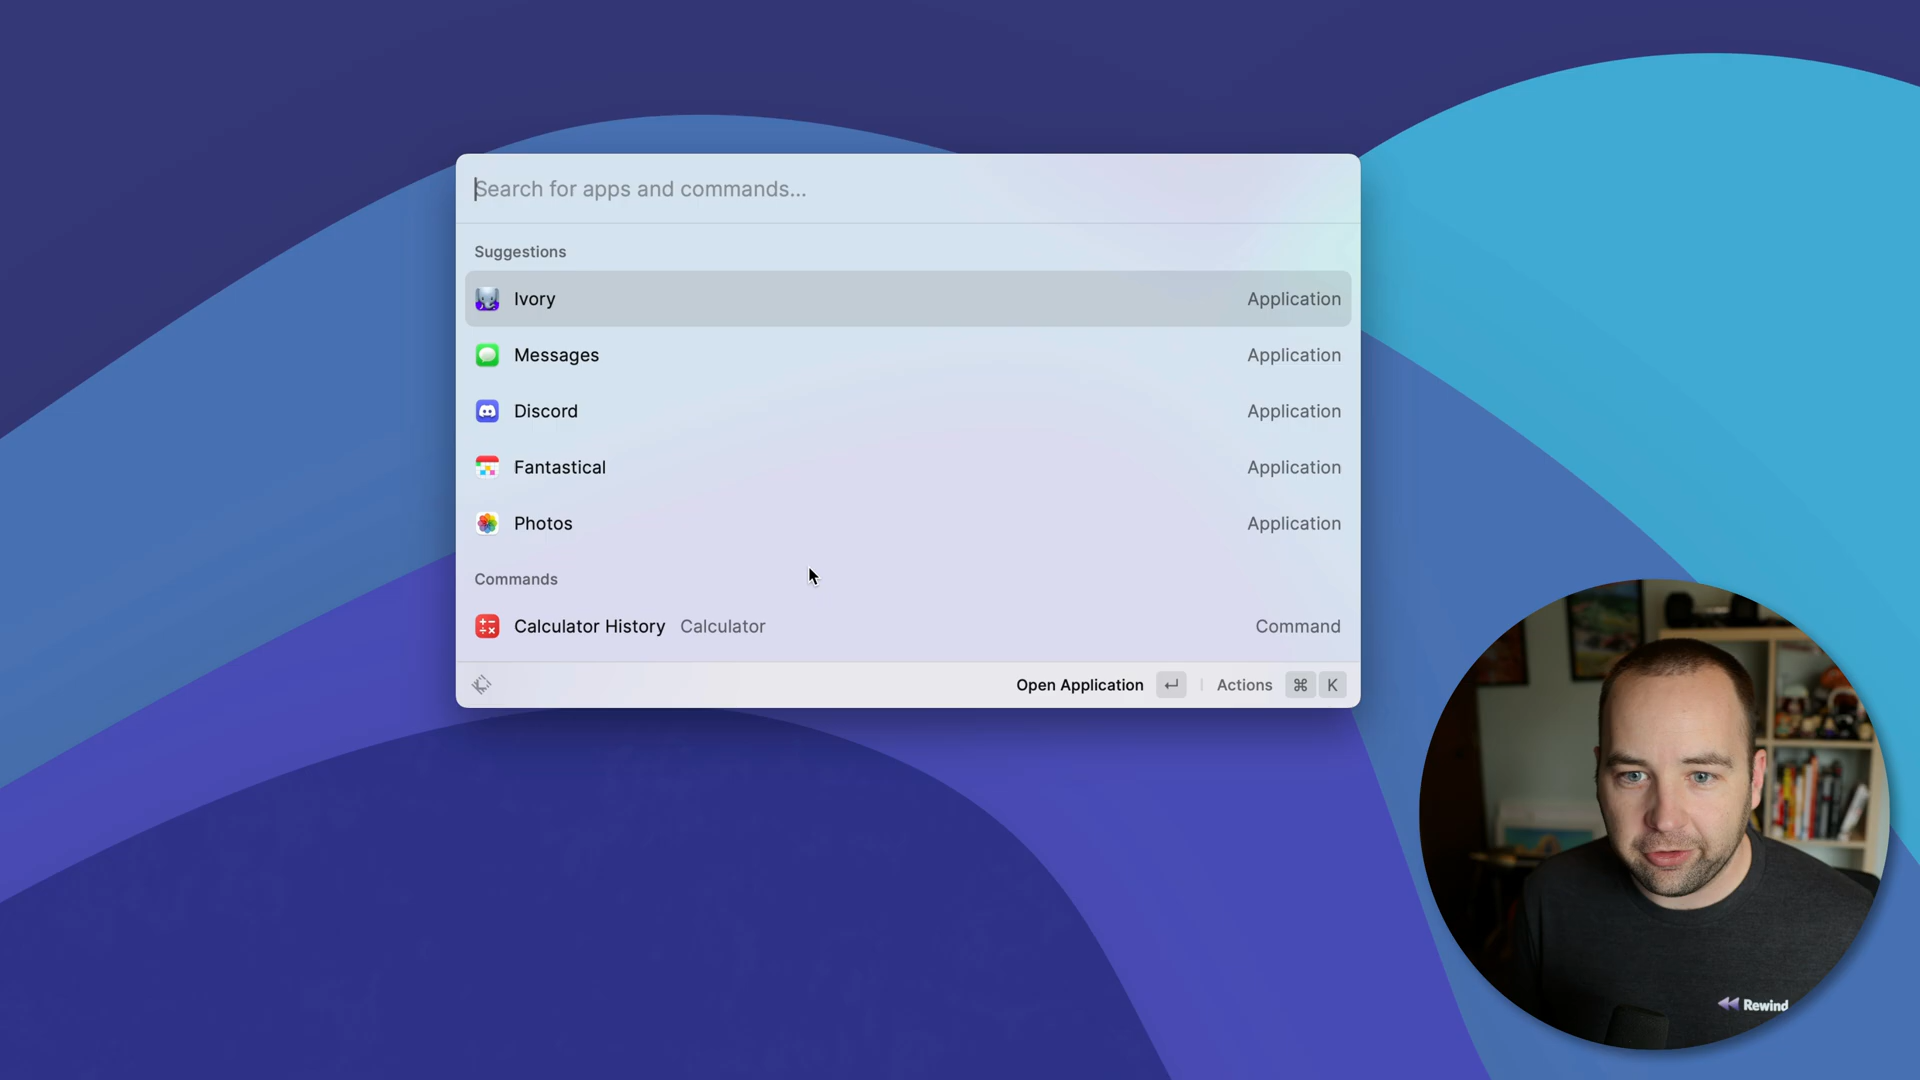 Search for apps and commands...
Suggestions
Ivory Application
Messages Application
Discord Application
Fantastical Application
Photos Application
Commands
Calculator History Calculator Command
Open Application ↵ Actions ⌘ K
Rewind